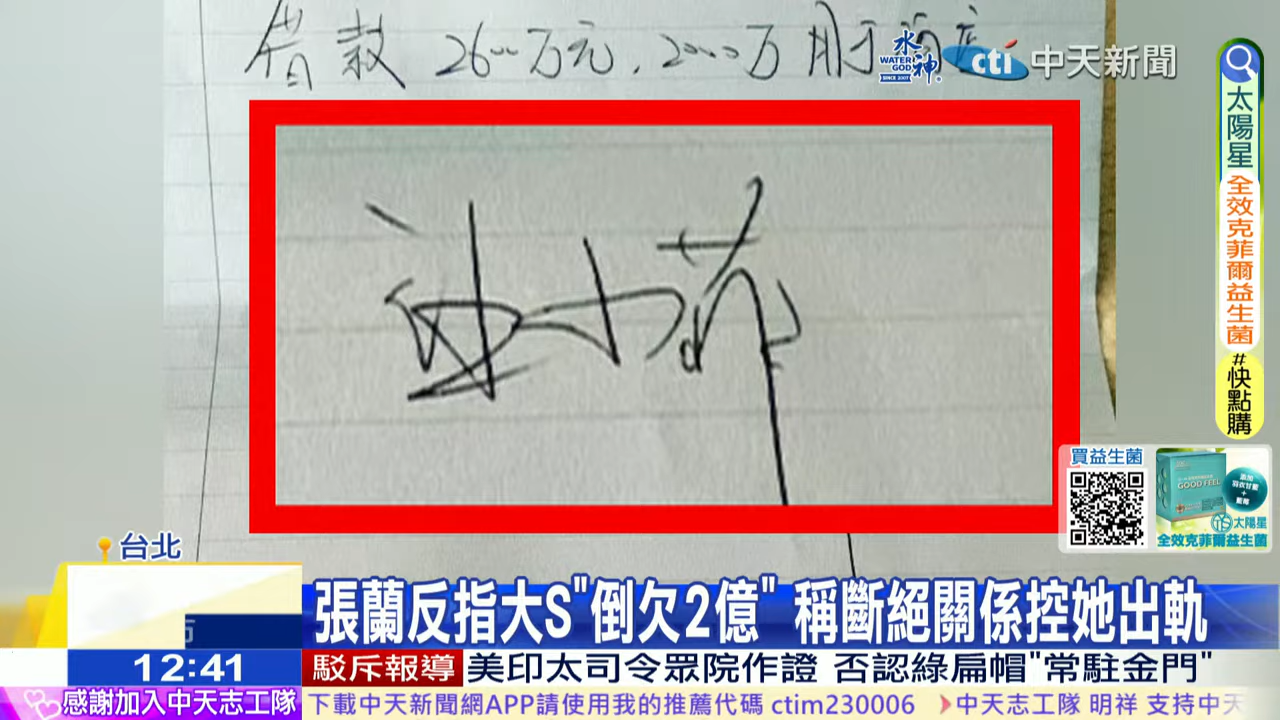 借款 2600万元，2000万用于
水神
WATER GOD
SINCE 2007
cti 中天新聞
太陽星
全效克菲爾益生菌
#快點購
買益生菌
GOOD FEEL
太陽星
全效克菲爾益生菌
台北
張蘭反指大S"倒欠2億" 稱斷絕關係控她出軌
12:41
駁斥報導 美印太司令眾院作證 否認綠扁帽"常駐金門"
感謝加入中天志工隊 下載中天新聞網APP請使用我的推薦代碼 ctim230006 中天志工隊 明祥 支持中天